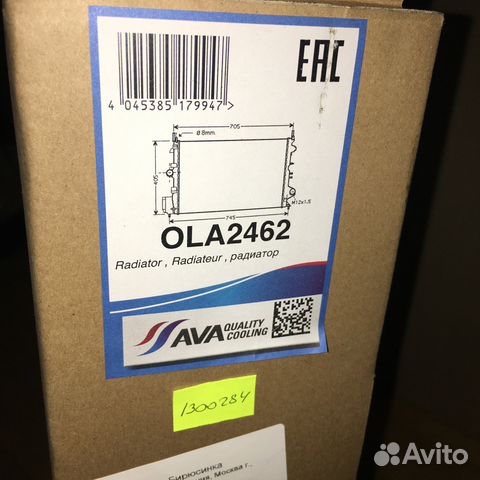 EAC
4 045385 179947 >
705
Ø 8mm.
405
M12x1,5
745
OLA2462
Radiator , Radiateur , радиатор
AVA QUALITY
COOLING
1300284
Бирюсинка
Москва г.,
Avito